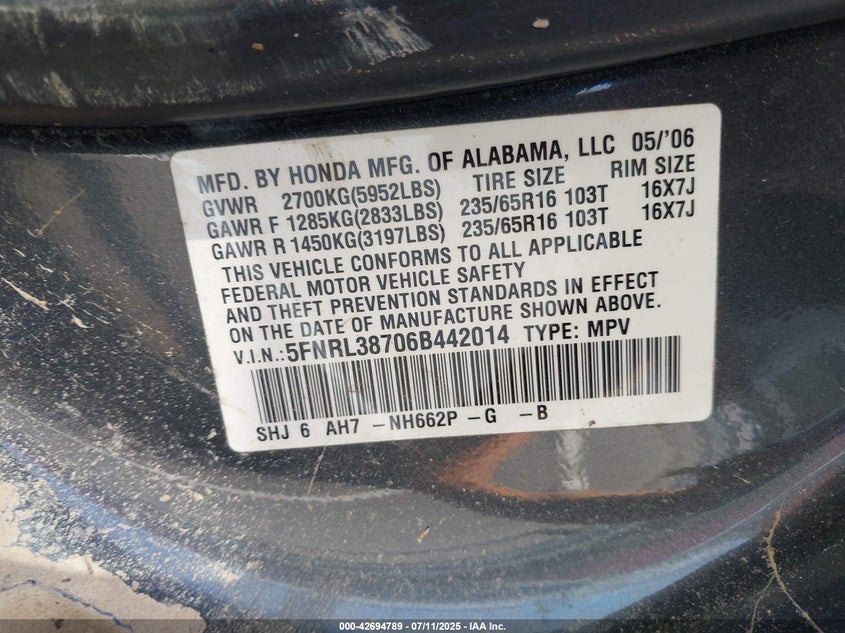 MFD. BY HONDA MFG. OF ALABAMA, LLC 05/'06
GVWR 2700KG(5952LBS) TIRE SIZE RIM SIZE
GAWR F 1285KG(2833LBS) 235/65R16 103T 16X7J
GAWR R 1450KG(3197LBS) 235/65R16 103T 16X7J
THIS VEHICLE CONFORMS TO ALL APPLICABLE
FEDERAL MOTOR VEHICLE SAFETY
AND THEFT PREVENTION STANDARDS IN EFFECT
ON THE DATE OF MANUFACTURE SHOWN ABOVE.
V.I.N.:5FNRL38706B442014 TYPE: MPV
SHJ 6 AH7 -NH662P -G -B
000-42694789 - 07/11/2025 - IAA Inc.